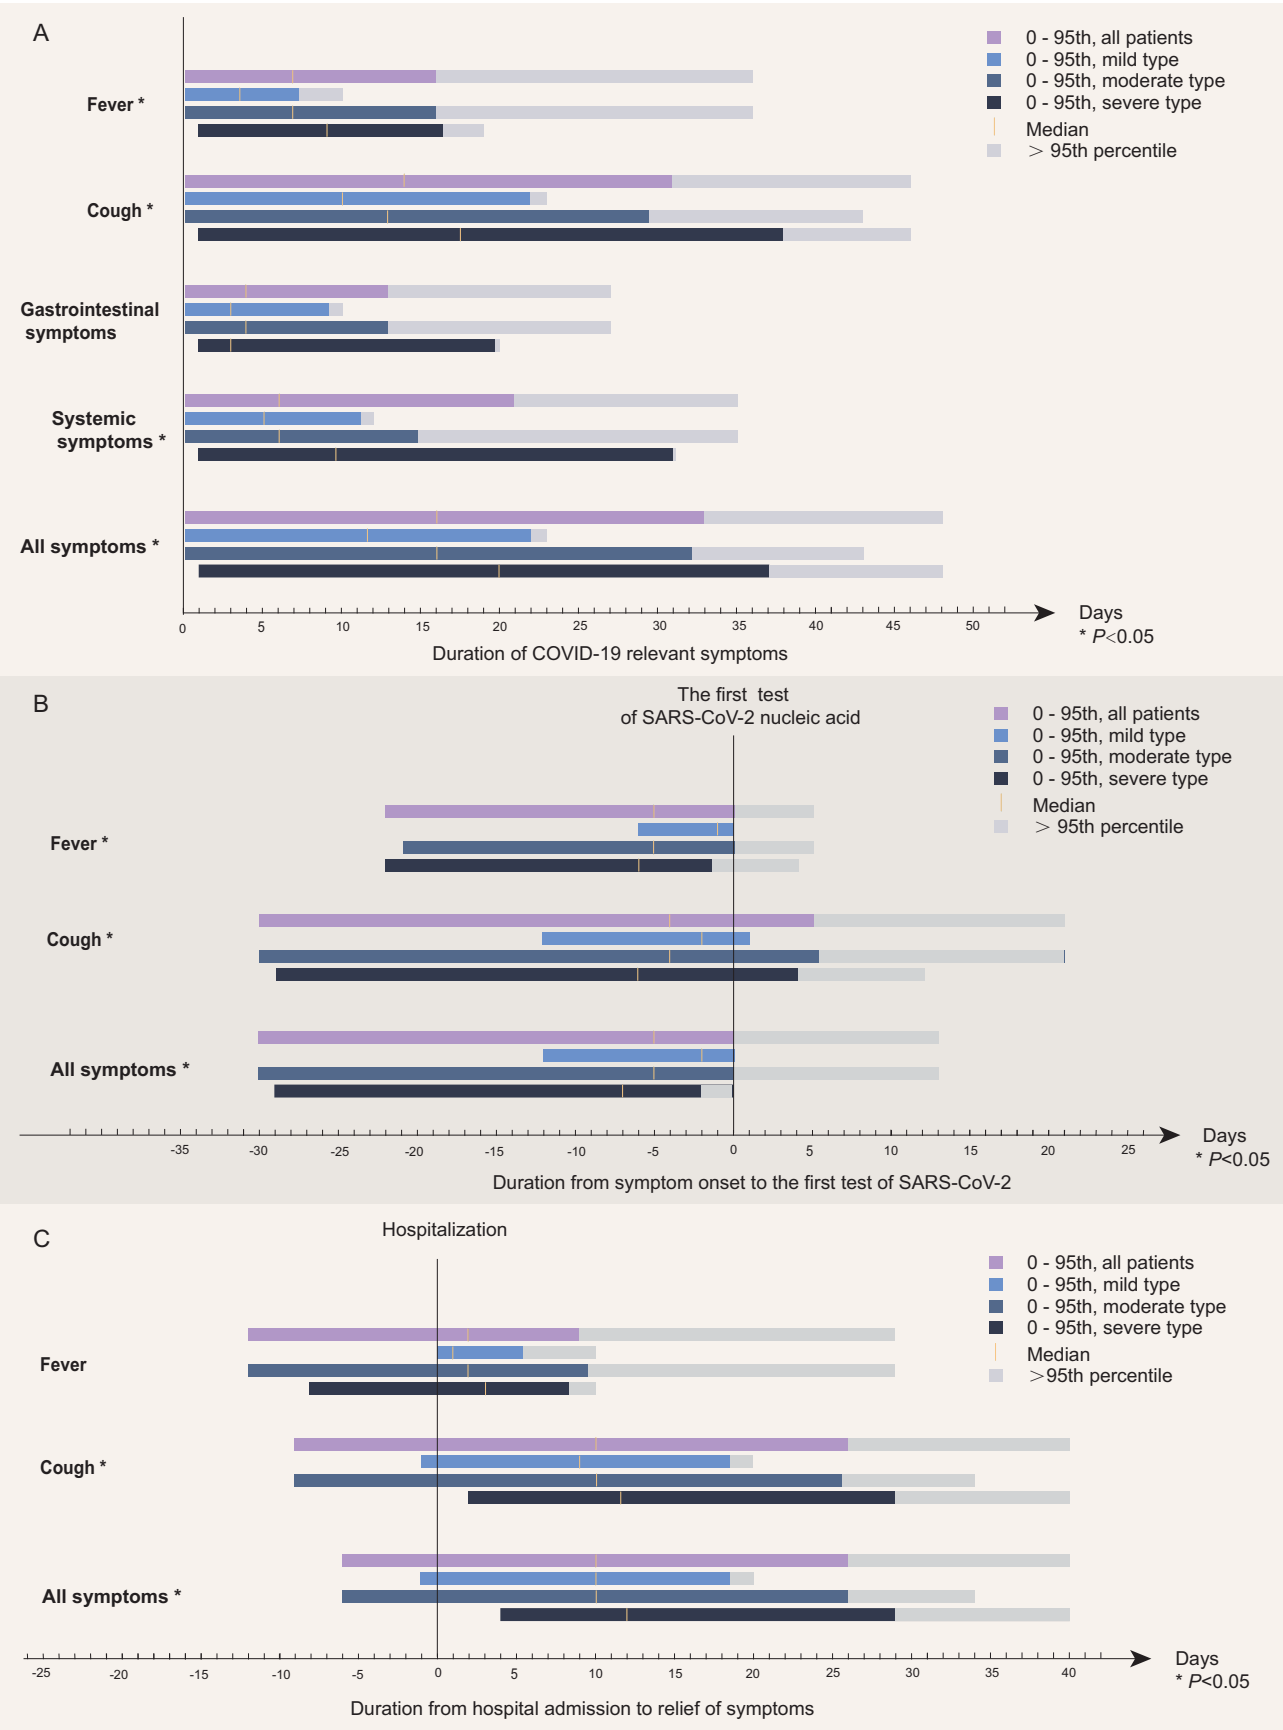 A
0 - 95th, all patients
0 - 95th, mild type
0 - 95th, moderate type
0 - 95th, severe type
Median
> 95th percentile
Fever *
Cough *
Gastrointestinal
symptoms
Systemic
symptoms *
All symptoms *
0 5 10 15 20 25 30 35 40 45 50
Days
* P<0.05
Duration of COVID-19 relevant symptoms
B
The first test
of SARS-CoV-2 nucleic acid
0 - 95th, all patients
0 - 95th, mild type
0 - 95th, moderate type
0 - 95th, severe type
Median
> 95th percentile
Fever *
Cough *
All symptoms *
-35 -30 -25 -20 -15 -10 -5 0 5 10 15 20 25
Days
* P<0.05
Duration from symptom onset to the first test of SARS-CoV-2
C
Hospitalization
0 - 95th, all patients
0 - 95th, mild type
0 - 95th, moderate type
0 - 95th, severe type
Median
>95th percentile
Fever
Cough *
All symptoms *
-25 -20 -15 -10 -5 0 5 10 15 20 25 30 35 40
Days
* P<0.05
Duration from hospital admission to relief of symptoms